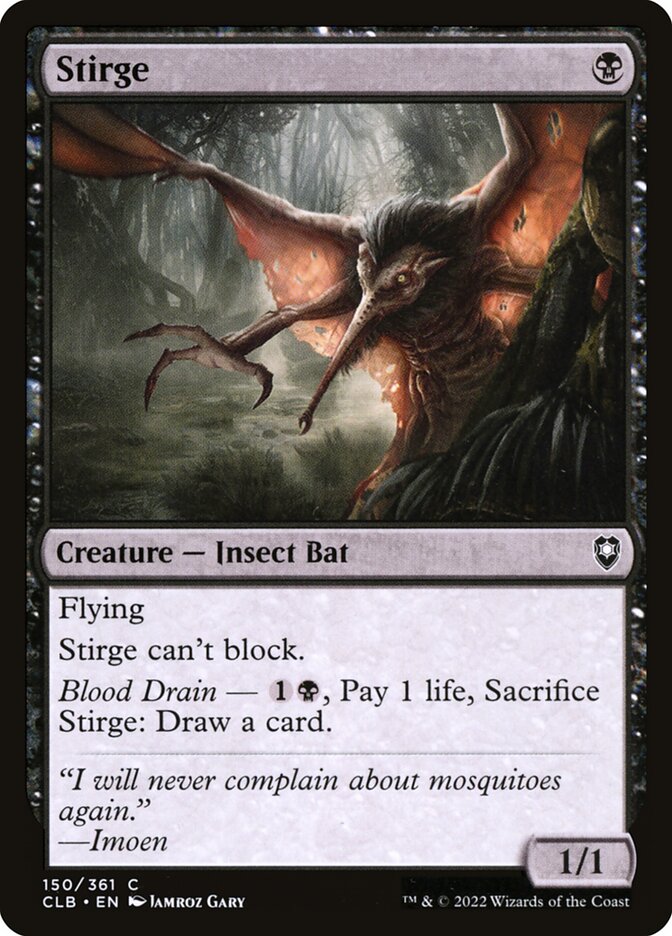 Stirge
Creature — Insect Bat
Flying
Stirge can't block.
Blood Drain — 1, Pay 1 life, Sacrifice
Stirge: Draw a card.
“I will never complain about mosquitoes
again.”
—Imoen
1/1
150/361 C
CLB • EN Jamroz Gary
™ & © 2022 Wizards of the Coast